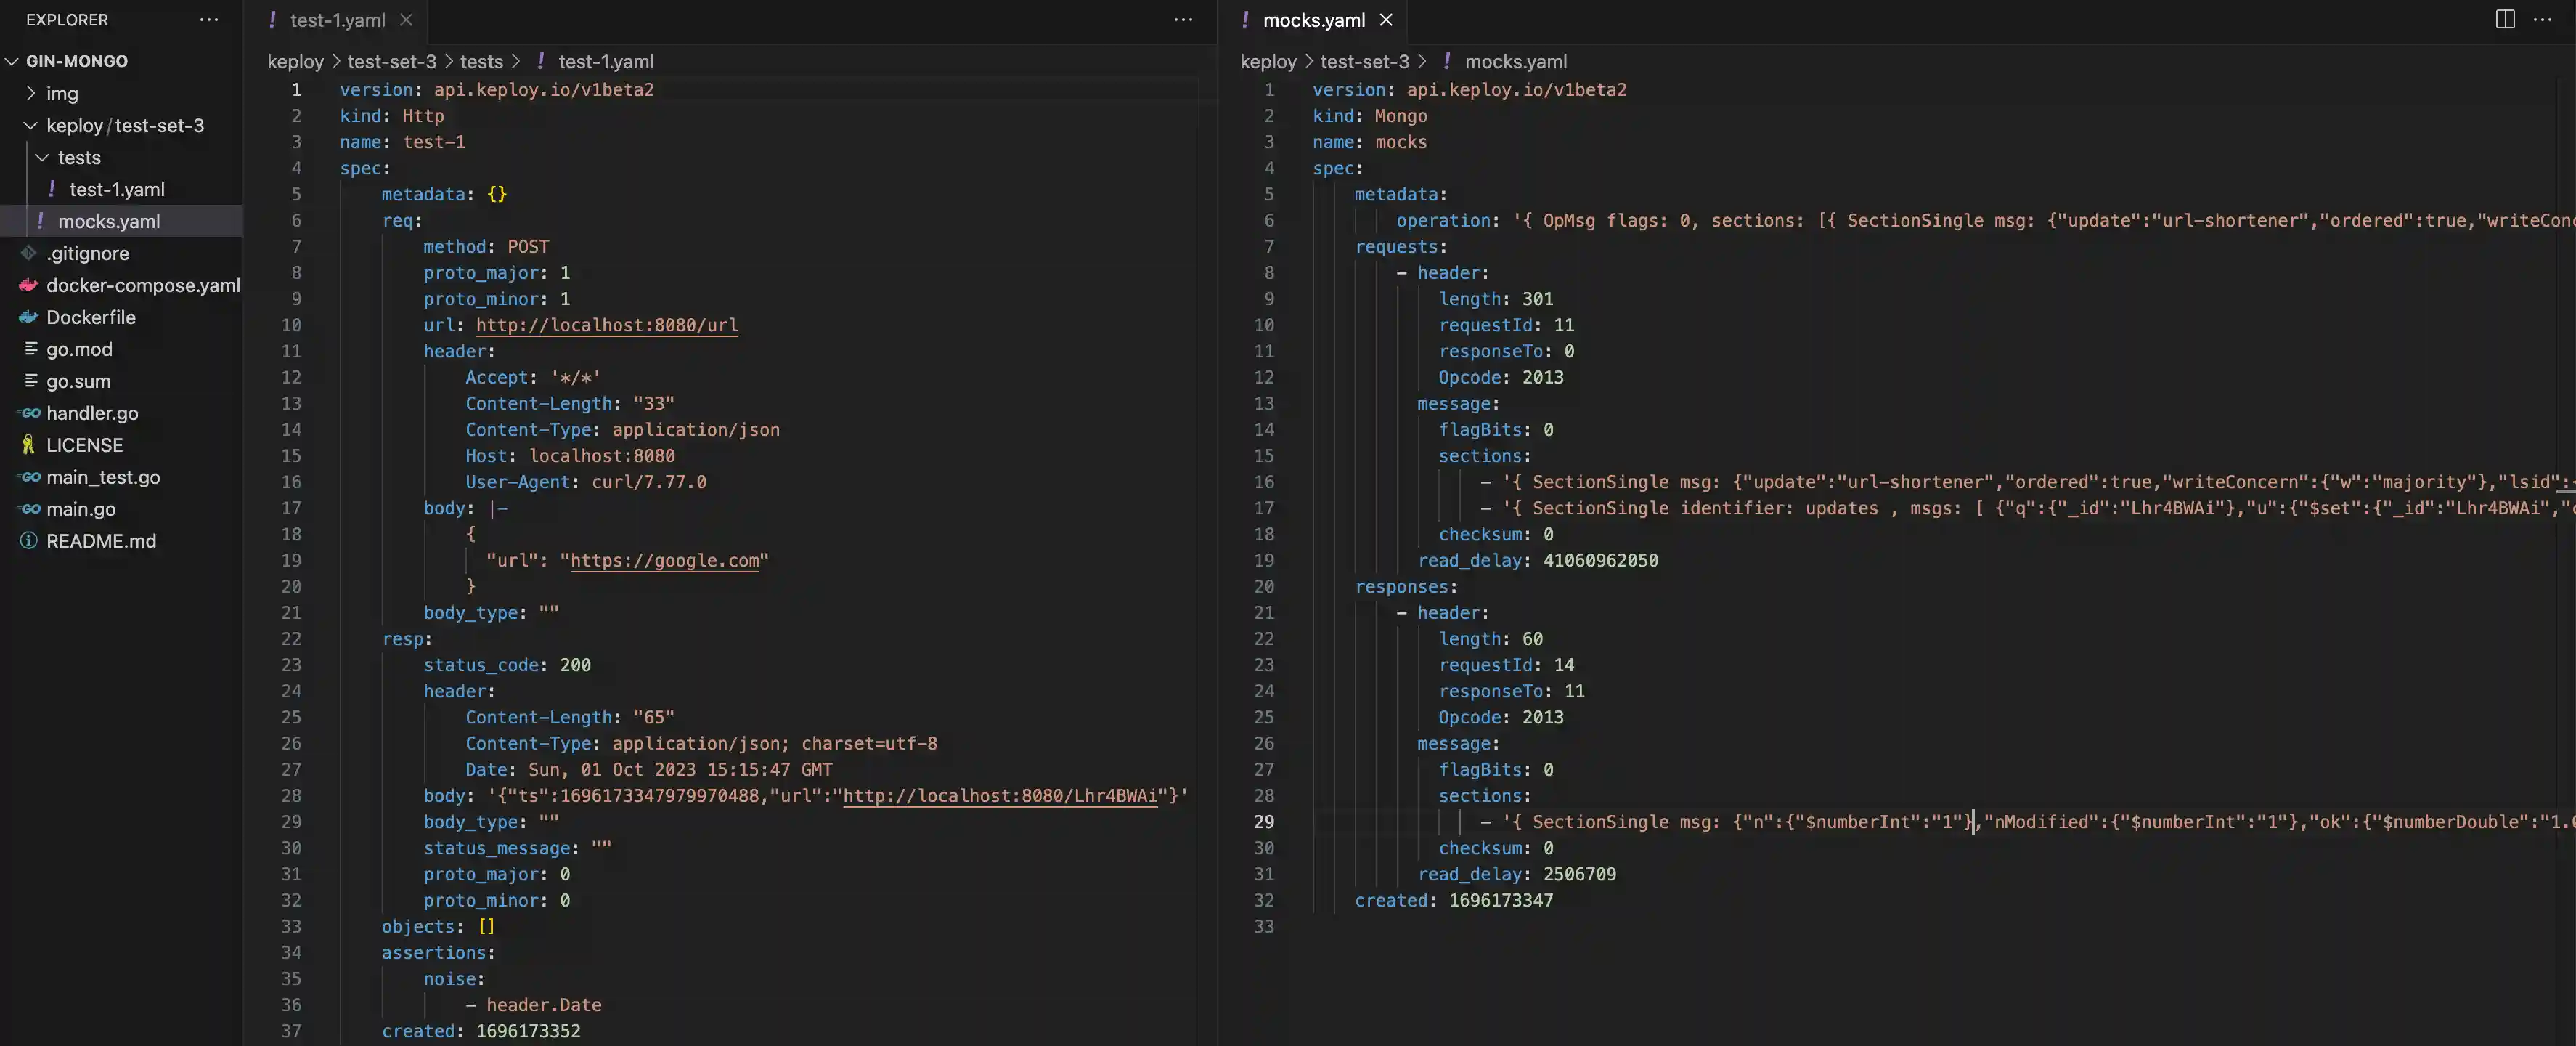 EXPLORER
GIN-MONGO
img
keploy/test-set-3
tests
test-1.yaml
mocks.yaml
.gitignore
docker-compose.yaml
Dockerfile
go.mod
go.sum
handler.go
LICENSE
main_test.go
main.go
README.md
test-1.yaml
keploy > test-set-3 > tests > ! test-1.yaml
1 version: api.keploy.io/v1beta2
2 kind: Http
3 name: test-1
4 spec:
5 metadata: {}
6 req:
7 method: POST
8 proto_major: 1
9 proto_minor: 1
10 url: http://localhost:8080/url
11 header:
12 Accept: '*/*'
13 Content-Length: "33"
14 Content-Type: application/json
15 Host: localhost:8080
16 User-Agent: curl/7.77.0
17 body: |-
18 {
19 "url": "https://google.com"
20 }
21 body_type: ""
22 resp:
23 status_code: 200
24 header:
25 Content-Length: "65"
26 Content-Type: application/json; charset=utf-8
27 Date: Sun, 01 Oct 2023 15:15:47 GMT
28 body: '{"ts":1696173347979970488,"url":"http://localhost:8080/Lhr4BWAi"}'
29 body_type: ""
30 status_message: ""
31 proto_major: 0
32 proto_minor: 0
33 objects: []
34 assertions:
35 noise:
36 - header.Date
37 created: 1696173352
mocks.yaml
keploy > test-set-3 > ! mocks.yaml
1 version: api.keploy.io/v1beta2
2 kind: Mongo
3 name: mocks
4 spec:
5 metadata:
6 operation: '{ OpMsg flags: 0, sections: [{ SectionSingle msg: {"update":"url-shortener","ordered":true,"writeConc
7 requests:
8 - header:
9 length: 301
10 requestId: 11
11 responseTo: 0
12 Opcode: 2013
13 message:
14 flagBits: 0
15 sections:
16 - '{ SectionSingle msg: {"update":"url-shortener","ordered":true,"writeConcern":{"w":"majority"},"lsid":
17 - '{ SectionSingle identifier: updates , msgs: [ {"q":{"_id":"Lhr4BWAi"},"u":{"$set":{"_id":"Lhr4BWAi","
18 checksum: 0
19 read_delay: 41060962050
20 responses:
21 - header:
22 length: 60
23 requestId: 14
24 responseTo: 11
25 Opcode: 2013
26 message:
27 flagBits: 0
28 sections:
29 - '{ SectionSingle msg: {"n":{"$numberInt":"1"},"nModified":{"$numberInt":"1"},"ok":{"$numberDouble":"1.
30 checksum: 0
31 read_delay: 2506709
32 created: 1696173347
33